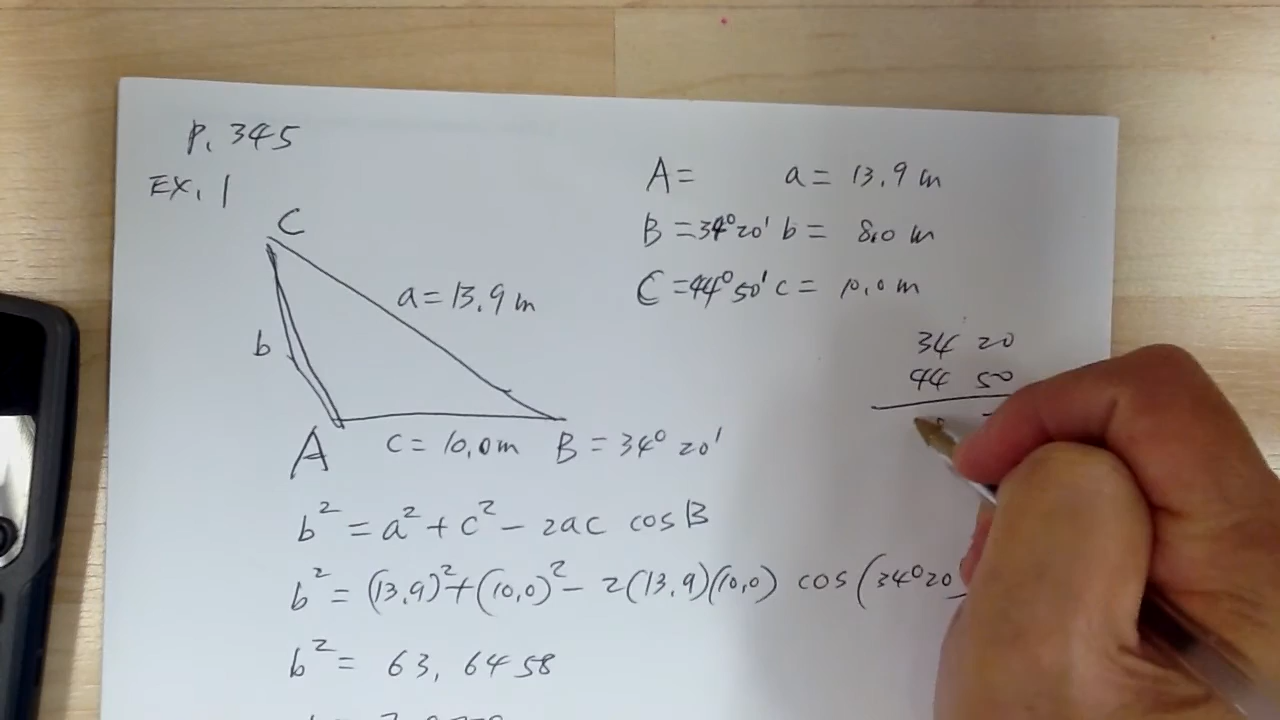 P. 345
EX. 1
C
a = 13.9 m
b
A
c = 10.0m B = 34° 20'
A = a = 13.9 m
B = 34° 20' b = 8.0 m
C = 44° 50' c = 10.0 m
34 20
44 50
b² = a² + c² - 2ac cos B
b² = (13.9)² + (10.0)² - 2(13.9)(10.0) cos (34° 20'
b² = 63.6458